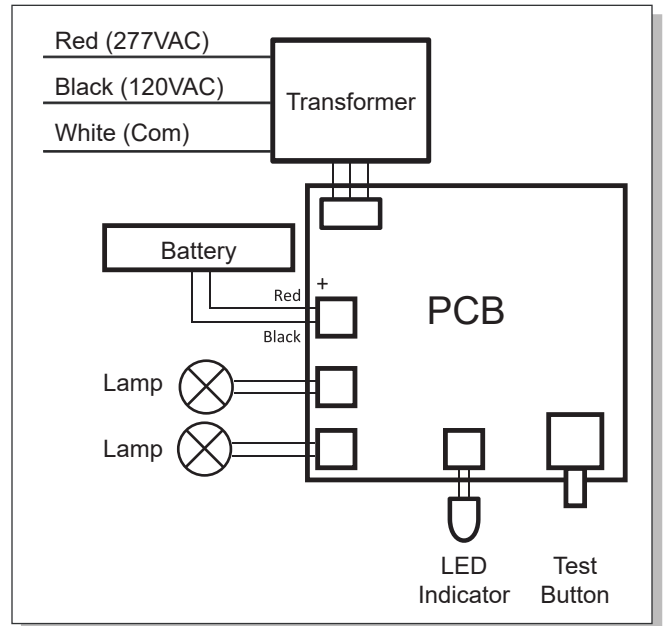 Red (277VAC)
Black (120VAC)
White (Com)
Transformer
Battery
Red
+
Black
PCB
Lamp
Lamp
LED
Indicator
Test
Button